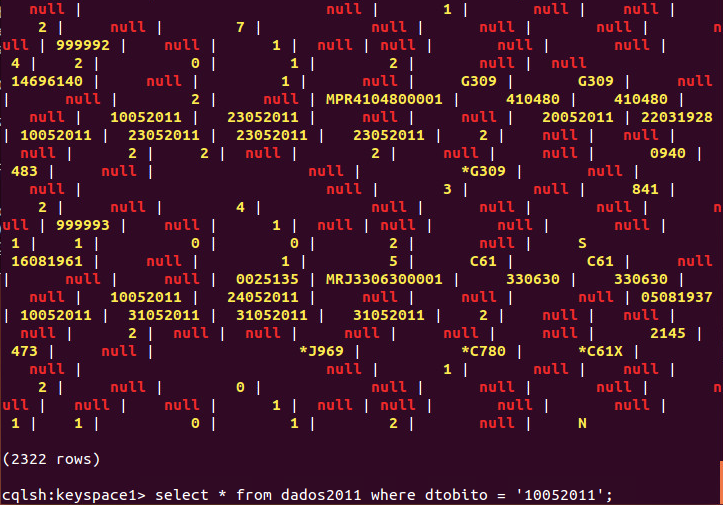 null | null | 1 | null | null | null |
2 | null | 7 | null | null | n
ull | 999992 | null | 1 | null | null | null | null |
4 | 2 | 0 | 1 | 2 | null | null
14696140 | null | 1 | null | G309 | G309 | null
| null | 2 | null | MPR4104800001 | 410480 | 410480 |
null | 10052011 | 23052011 | null | null | 20052011 | 22031928
| 10052011 | 23052011 | 23052011 | 23052011 | 2 | null | null |
null | 2 | 2 | null | 2 | null | null | 0940 |
483 | null | null | *G309 | null |
null | null | 3 | null | 841 |
2 | null | 4 | null | null | n
ull | 999993 | null | 1 | null | null | null | null |
1 | 1 | 0 | 0 | 2 | null | S
16081961 | null | 1 | 5 | C61 | C61 | null
| null | null | 0025135 | MRJ3306300001 | 330630 | 330630 |
null | 10052011 | 24052011 | null | null | null | 05081937
| 10052011 | 31052011 | 31052011 | 31052011 | 2 | null | null |
null | 2 | null | null | null | null | null | 2145 |
473 | null | *J969 | *C780 | *C61X |
null | null | 1 | null | null |
2 | null | 0 | null | null | n
ull | null | null | 1 | null | null | null | null |
1 | 1 | 0 | 1 | 2 | null | N
(2322 rows)
cqlsh:keyspace1> select * from dados2011 where dtobito = '10052011';